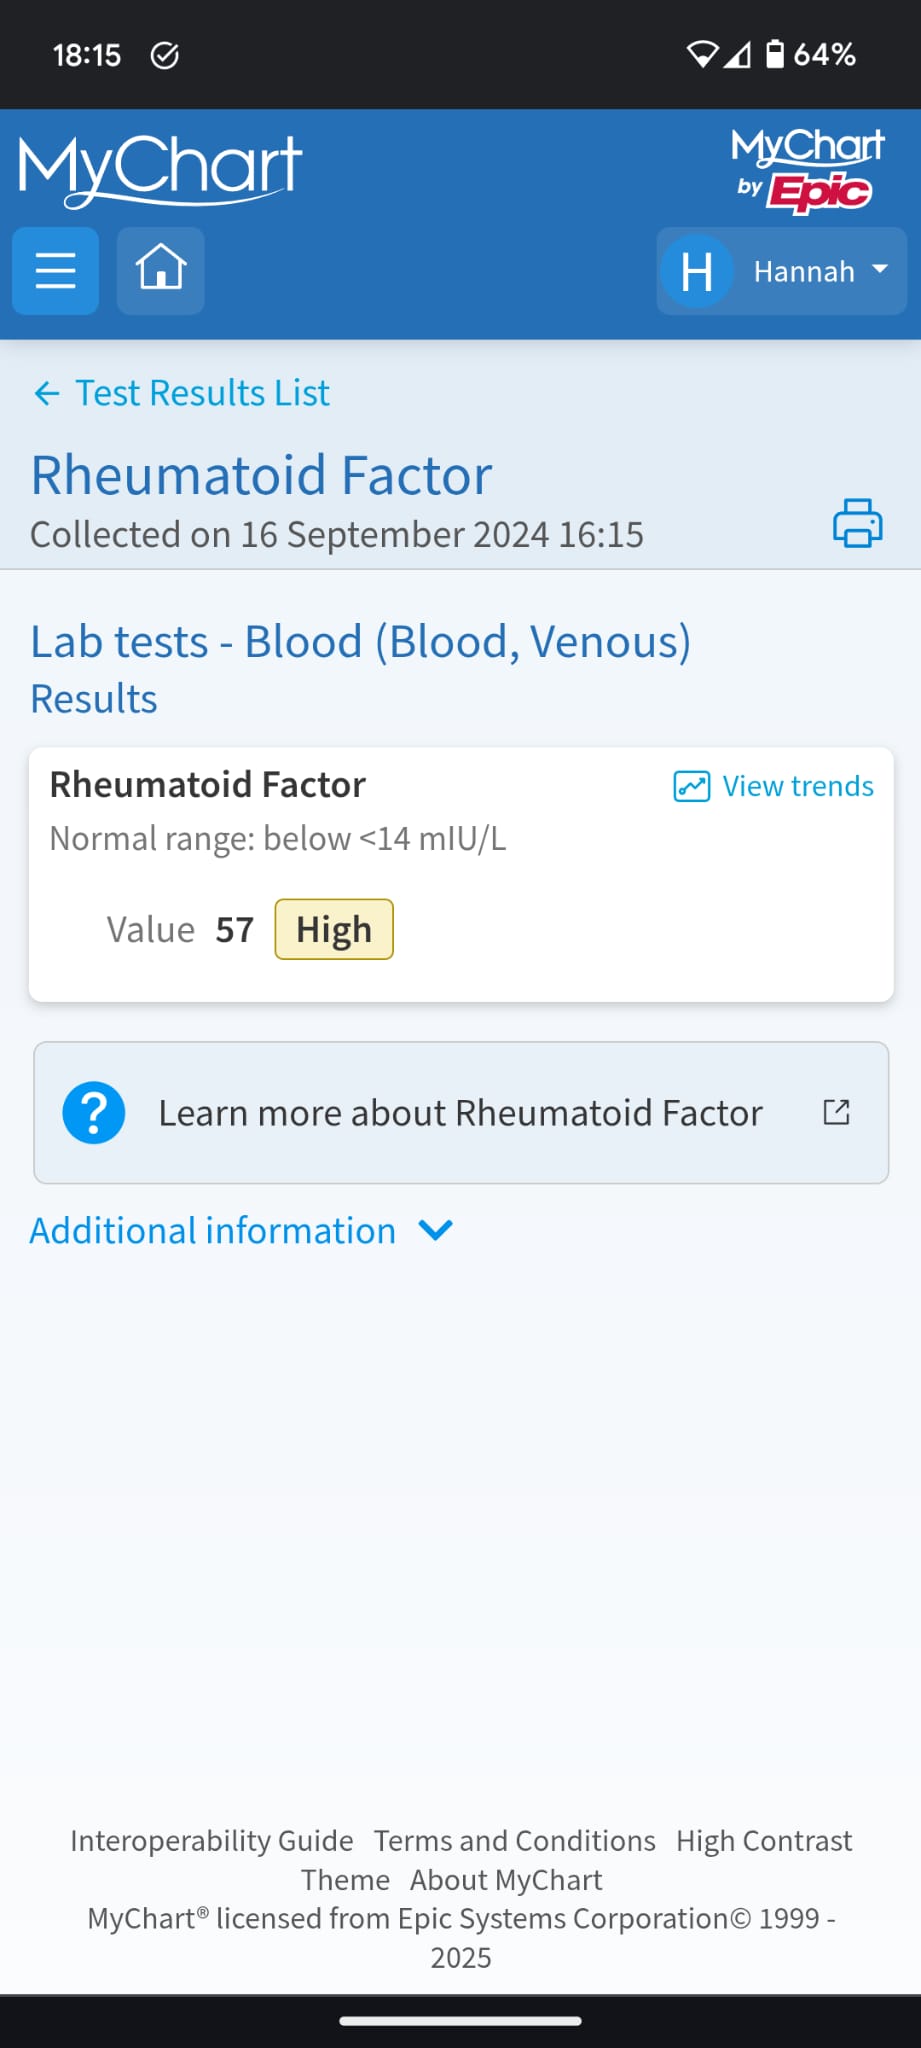 18:15
64%
MyChart
MyChart
by Epic
H
Hannah
← Test Results List
Rheumatoid Factor
Collected on 16 September 2024 16:15
Lab tests - Blood (Blood, Venous)
Results
Rheumatoid Factor
View trends
Normal range: below <14 mIU/L
Value 57 High
? Learn more about Rheumatoid Factor
Additional information
Interoperability Guide Terms and Conditions High Contrast
Theme About MyChart
MyChart® licensed from Epic Systems Corporation© 1999 -
2025